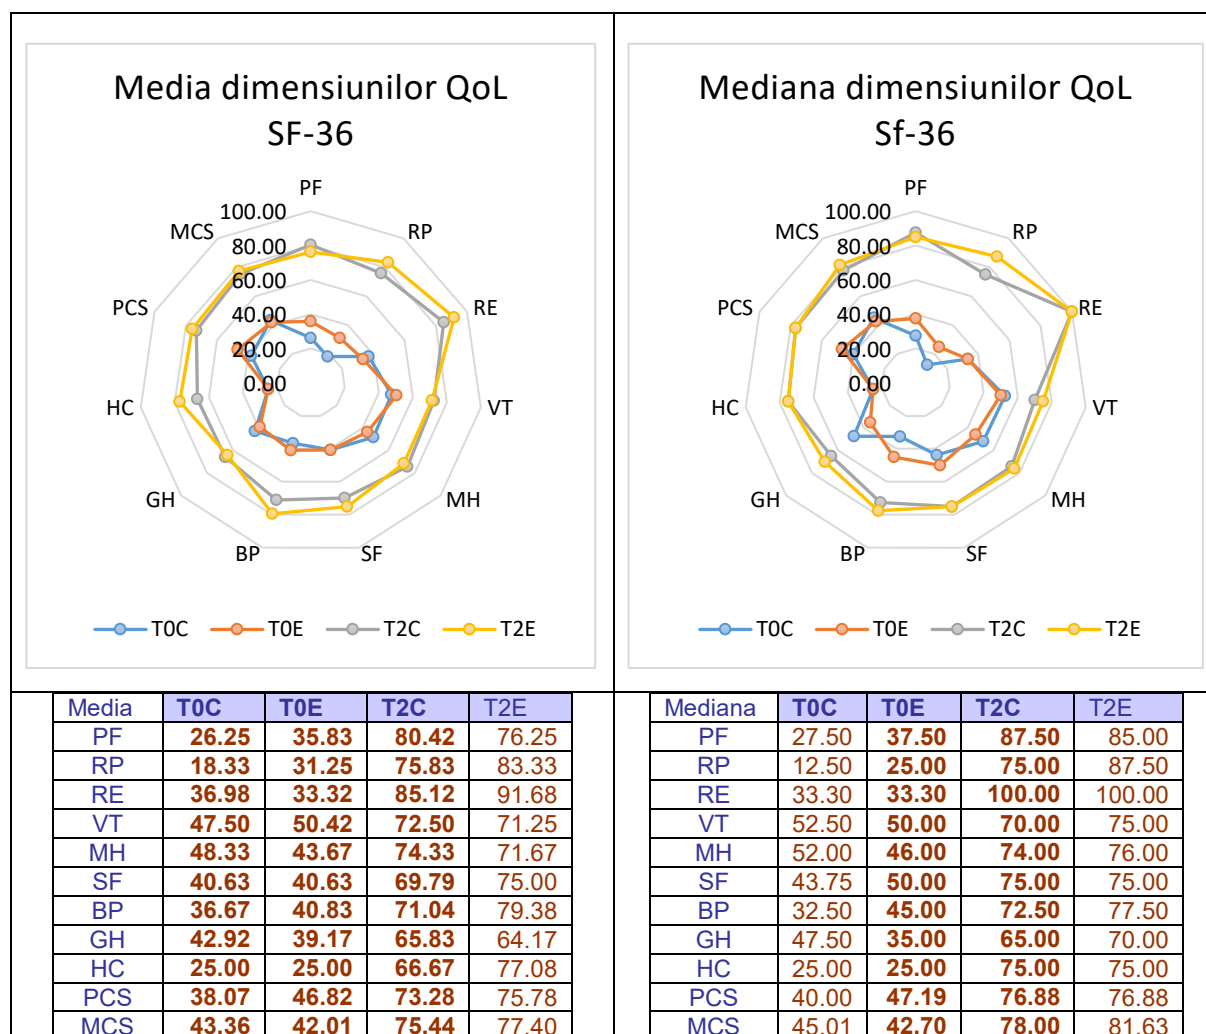 Media dimensiunilor QoL
SF-36
PF
100.00
MCS
RP
80.00
60.00
PCS
RE
40.00
20.00
0.00
HC
VT
GH
MH
BP
SF
T0C T0E T2C T2E
Mediana dimensiunilor QoL
Sf-36
PF
100.00
MCS
RP
80.00
60.00
PCS
RE
40.00
20.00
0.00
HC
VT
GH
MH
BP
SF
T0C T0E T2C T2E
Media T0C T0E T2C T2E
PF 26.25 35.83 80.42 76.25
RP 18.33 31.25 75.83 83.33
RE 36.98 33.32 85.12 91.68
VT 47.50 50.42 72.50 71.25
MH 48.33 43.67 74.33 71.67
SF 40.63 40.63 69.79 75.00
BP 36.67 40.83 71.04 79.38
GH 42.92 39.17 65.83 64.17
HC 25.00 25.00 66.67 77.08
PCS 38.07 46.82 73.28 75.78
MCS 43.36 42.01 75.44 77.40
Mediana T0C T0E T2C T2E
PF 27.50 37.50 87.50 85.00
RP 12.50 25.00 75.00 87.50
RE 33.30 33.30 100.00 100.00
VT 52.50 50.00 70.00 75.00
MH 52.00 46.00 74.00 76.00
SF 43.75 50.00 75.00 75.00
BP 32.50 45.00 72.50 77.50
GH 47.50 35.00 65.00 70.00
HC 25.00 25.00 75.00 75.00
PCS 40.00 47.19 76.88 76.88
MCS 45.01 42.70 78.00 81.63